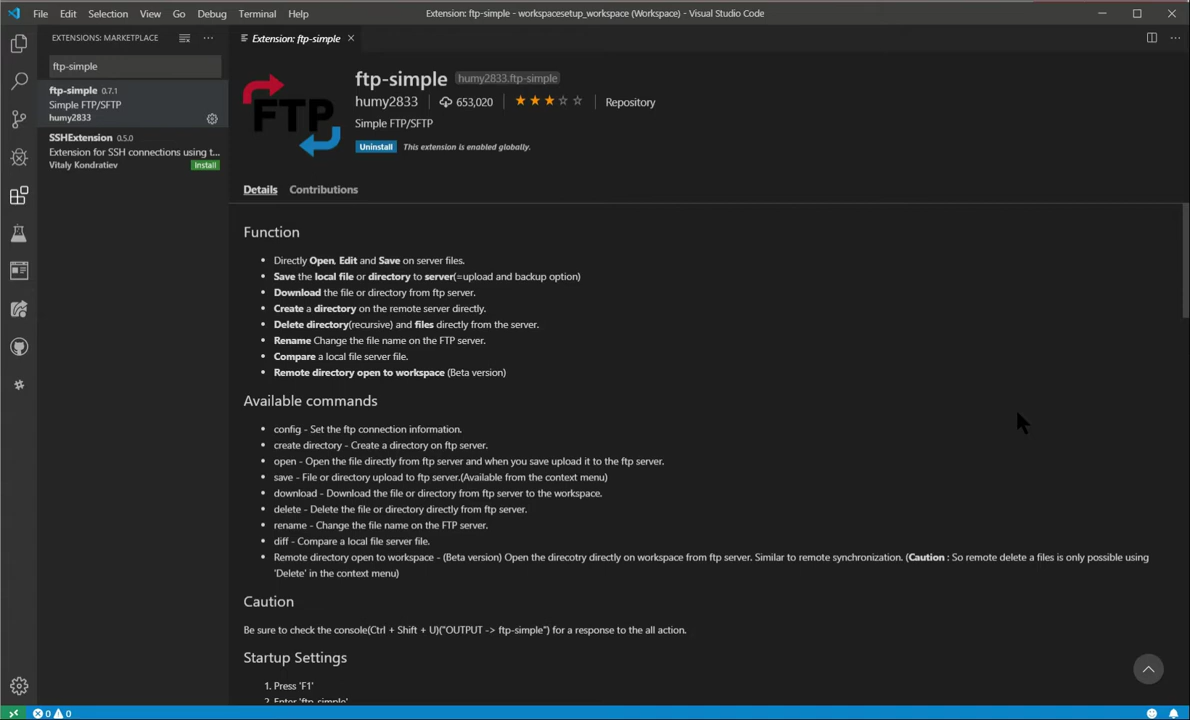 File Edit Selection View Go Debug Terminal Help
Extension: ftp-simple - workspacesetup_workspace (Workspace) - Visual Studio Code
EXTENSIONS: MARKETPLACE
Extension: ftp-simple
ftp-simple
ftp-simple 0.7.1
Simple FTP/SFTP
humy2833
SSHExtension 0.5.0
Extension for SSH connections using t...
Vitaly Kondratiev
Install
FTP
ftp-simple humy2833.ftp-simple
humy2833 653,020 Repository
Simple FTP/SFTP
Uninstall This extension is enabled globally.
Details Contributions
Function
Directly Open, Edit and Save on server files.
Save the local file or directory to server(=upload and backup option)
Download the file or directory from ftp server.
Create a directory on the remote server directly.
Delete directory(recursive) and files directly from the server.
Rename Change the file name on the FTP server.
Compare a local file server file.
Remote directory open to workspace (Beta version)
Available commands
config - Set the ftp connection information.
create directory - Create a directory on ftp server.
open - Open the file directly from ftp server and when you save upload it to the ftp server.
save - File or directory upload to ftp server.(Available from the context menu)
download - Download the file or directory from ftp server to the workspace.
delete - Delete the file or directory directly from ftp server.
rename - Change the file name on the FTP server.
diff - Compare a local file server file.
Remote directory open to workspace - (Beta version) Open the direcotry directly on workspace from ftp server. Similar to remote synchronization. (Caution : So remote delete a files is only possible using
'Delete' in the context menu)
Caution
Be sure to check the console(Ctrl + Shift + U)("OUTPUT -> ftp-simple") for a response to the all action.
Startup Settings
1. Press 'F1'
2. Enter 'ftp-simple'
0 0